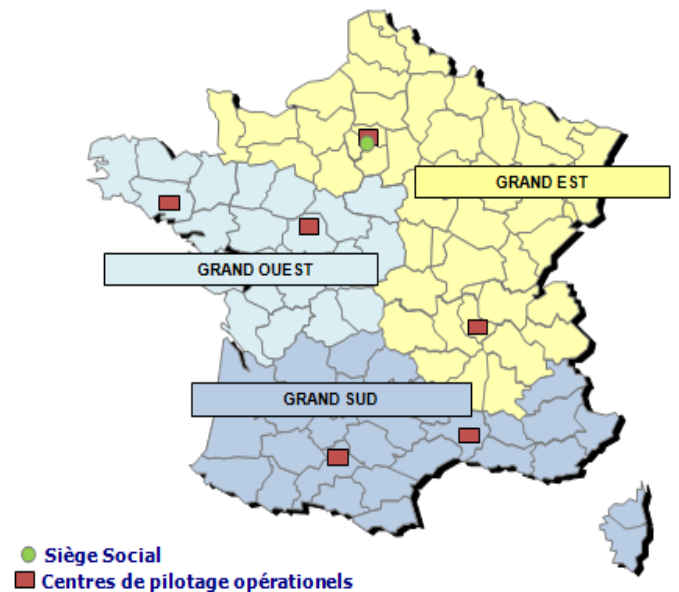 GRAND EST
GRAND OUEST
GRAND SUD
Siège Social
Centres de pilotage opérationels